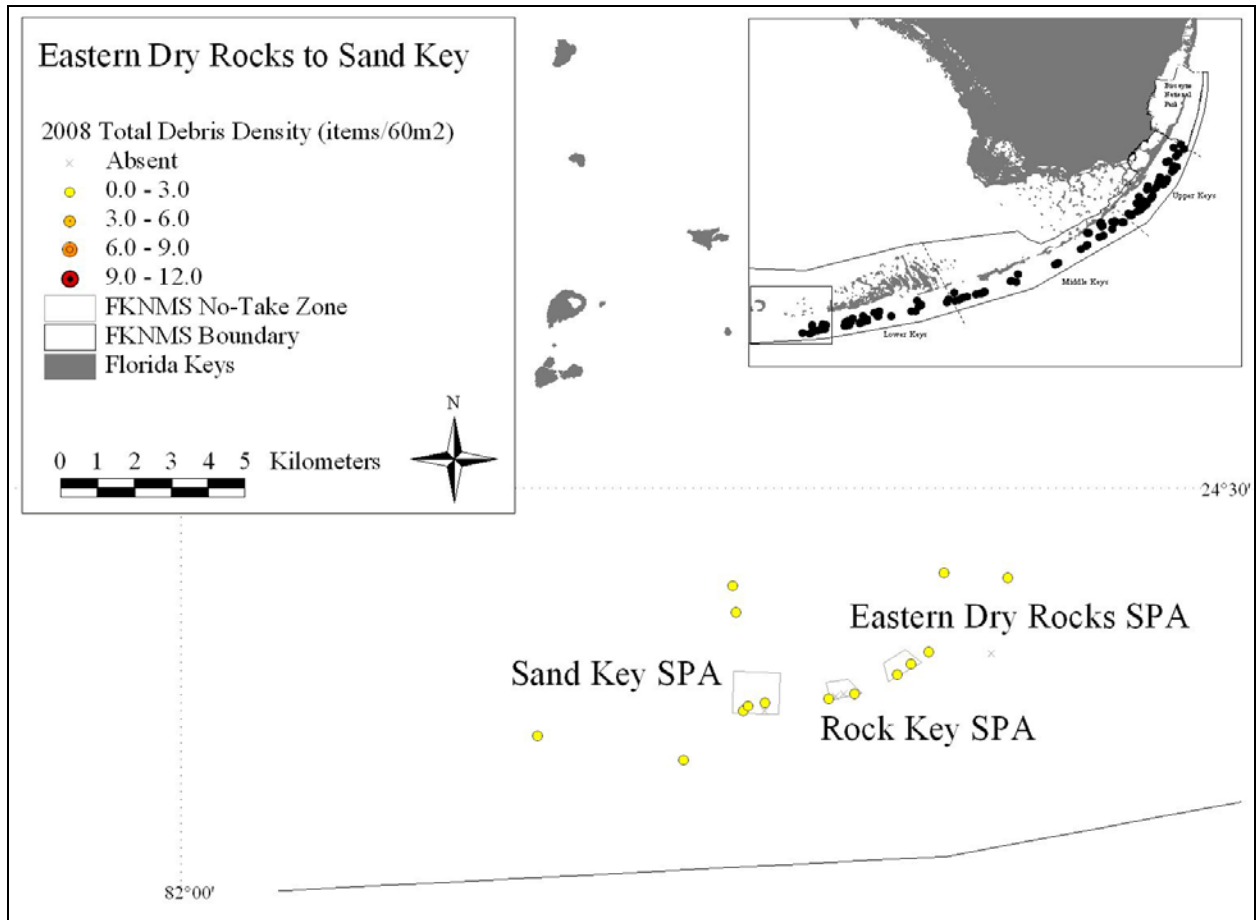 Eastern Dry Rocks to Sand Key
2008 Total Debris Density (items/60m2)
Absent
0.0 - 3.0
3.0 - 6.0
6.0 - 9.0
9.0 - 12.0
FKNMS No-Take Zone
FKNMS Boundary
Florida Keys
N
0 1 2 3 4 5 Kilometers
Biscayne
National
Park
Upper Keys
Middle Keys
Lower Keys
24°30'
Eastern Dry Rocks SPA
Sand Key SPA
Rock Key SPA
82°00'